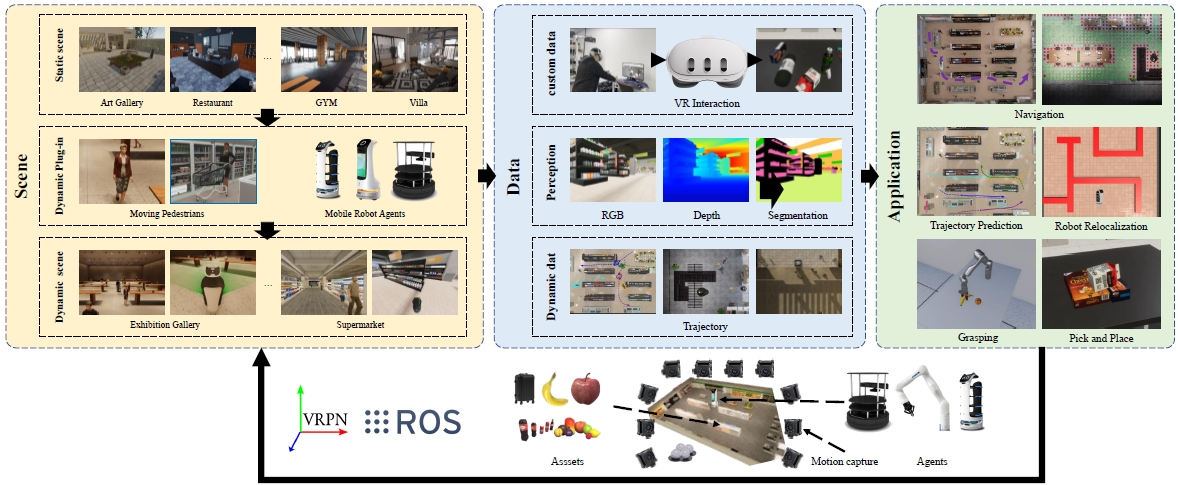 Scene
Static scene
Art Gallery
Restaurant
...
GYM
Villa
Dynamic Plug-in
Moving Pedestrians
Mobile Robot Agents
Dynamic scene
Exhibition Gallery
...
Supermarket
Data
custom data
VR Interaction
Perception
RGB
Depth
Segmentation
Dynamic dat
Trajectory
Application
Navigation
Trajectory Prediction
Robot Relocalization
Grasping
Pick and Place
VRPN
ROS
Asssets
Motion capture
Agents